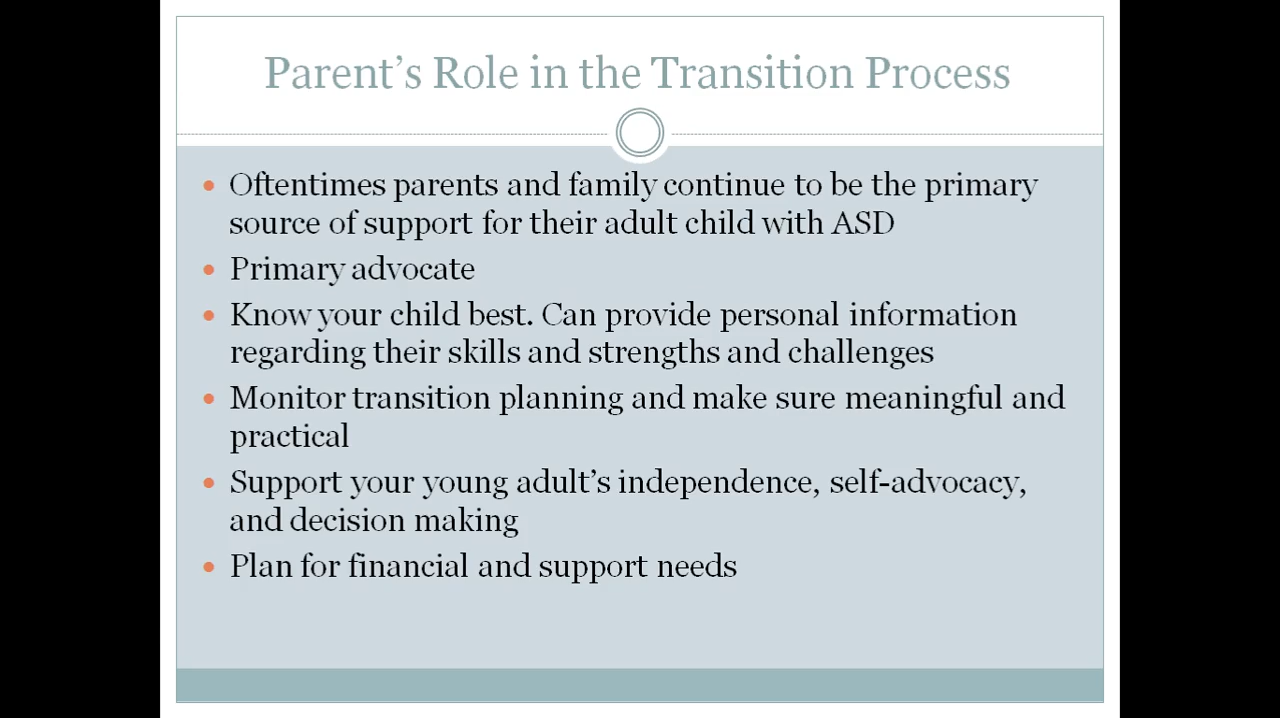 Parent’s Role in the Transition Process
• Oftentimes parents and family continue to be the primary
source of support for their adult child with ASD
• Primary advocate
• Know your child best. Can provide personal information
regarding their skills and strengths and challenges
• Monitor transition planning and make sure meaningful and
practical
• Support your young adult’s independence, self-advocacy,
and decision making
• Plan for financial and support needs